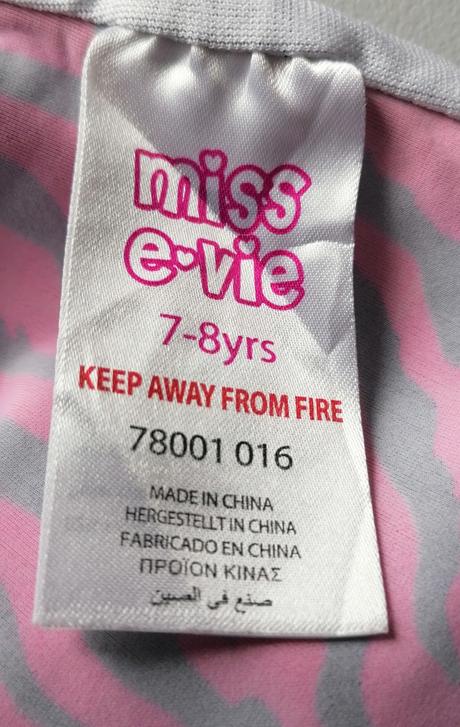 miss
e•vie
7-8yrs
KEEP AWAY FROM FIRE
78001 016
MADE IN CHINA
HERGESTELLT IN CHINA
FABRICADO EN CHINA
ΠΡΟΪΟΝ ΚΙΝΑΣ
صنع في الصين